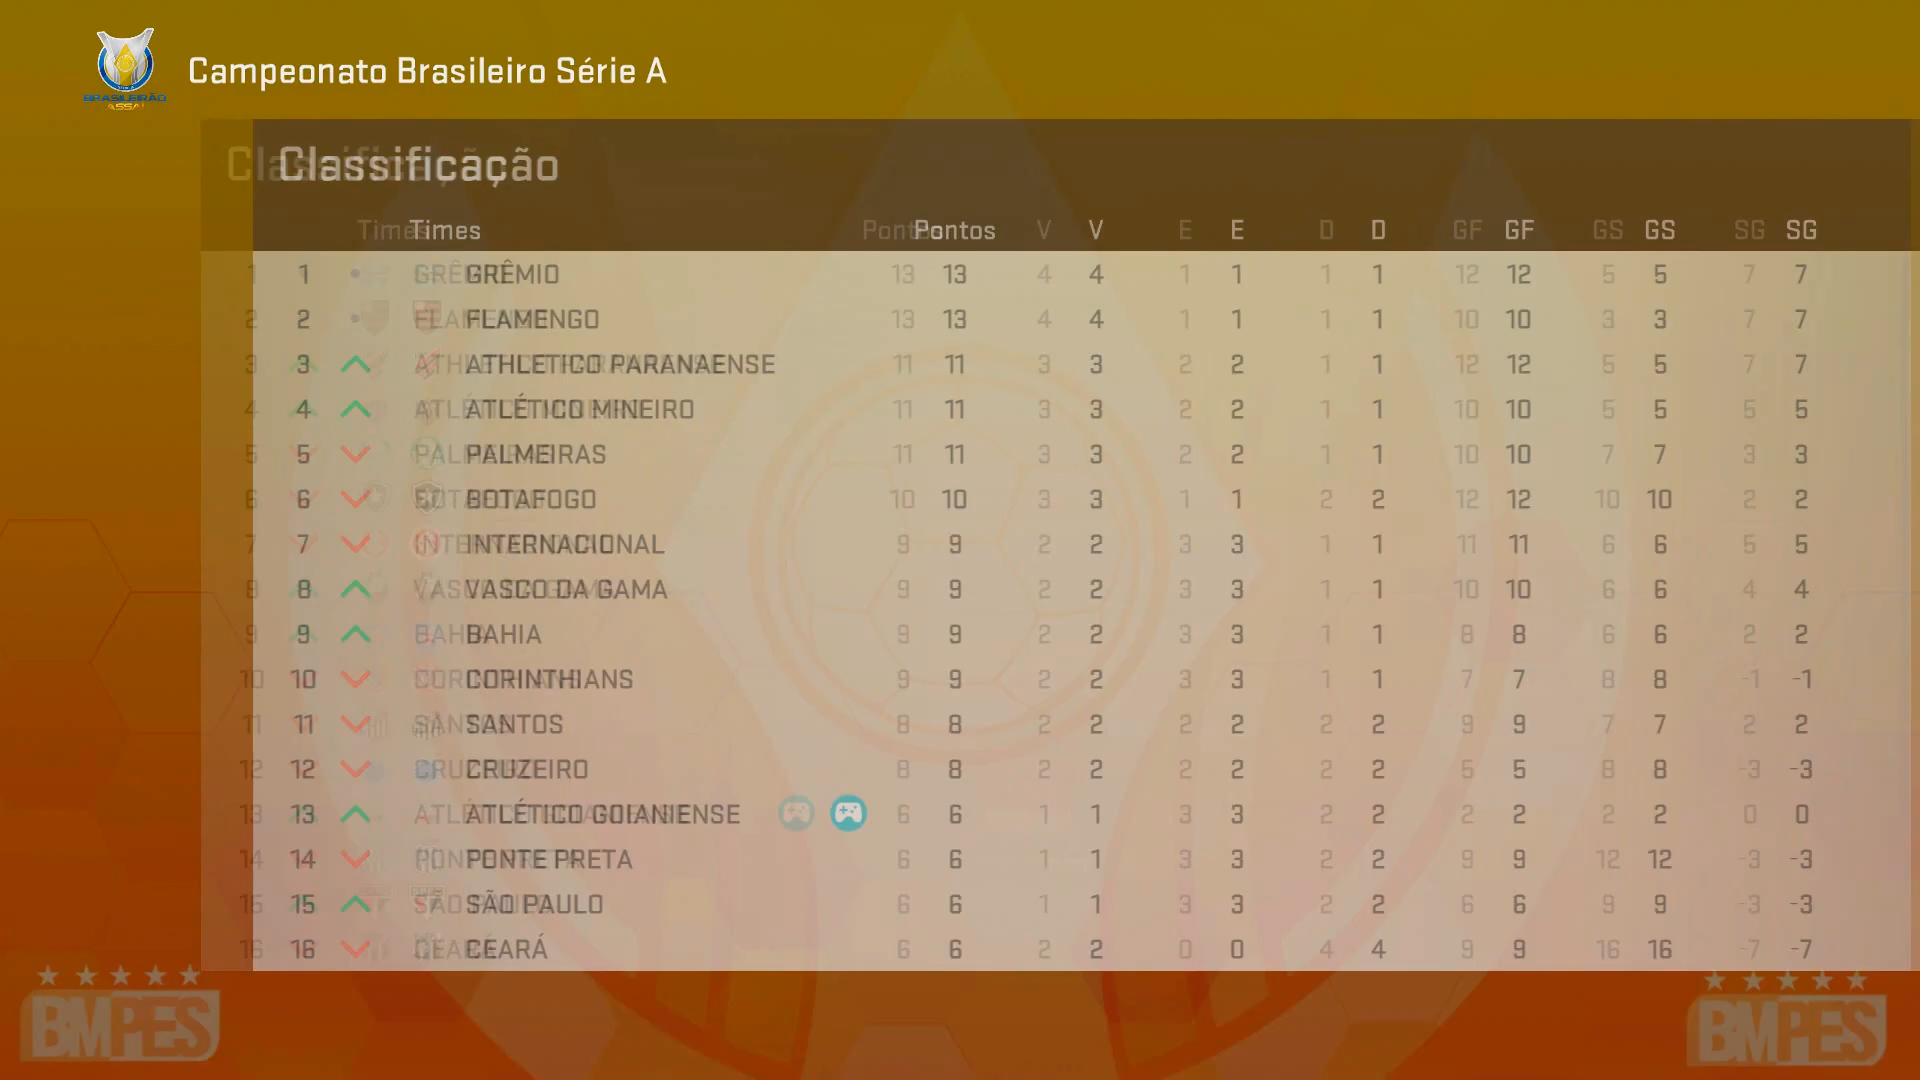 BRASILEIRÃO
ASSAÍ
Campeonato Brasileiro Série A
Classificação
Times Pontos V E D GF GS SG
1 GRÊMIO 13 4 1 1 12 5 7
2 FLAMENGO 13 4 1 1 10 3 7
3 ATHLETICO PARANAENSE 11 3 2 1 12 5 7
4 ATLÉTICO MINEIRO 11 3 2 1 10 5 5
5 PALMEIRAS 11 3 2 1 10 7 3
6 BOTAFOGO 10 3 1 2 12 10 2
7 INTERNACIONAL 9 2 3 1 11 6 5
8 VASCO DA GAMA 9 2 3 1 10 6 4
9 BAHIA 9 2 3 1 8 6 2
10 CORINTHIANS 9 2 3 1 7 8 -1
11 SANTOS 8 2 2 2 9 7 2
12 CRUZEIRO 8 2 2 2 5 8 -3
13 ATLÉTICO GOIANIENSE 6 1 3 2 2 2 0
14 PONTE PRETA 6 1 3 2 9 12 -3
15 SÃO PAULO 6 1 3 2 6 9 -3
16 CEARÁ 6 2 0 4 9 16 -7
BMPES
BMPES